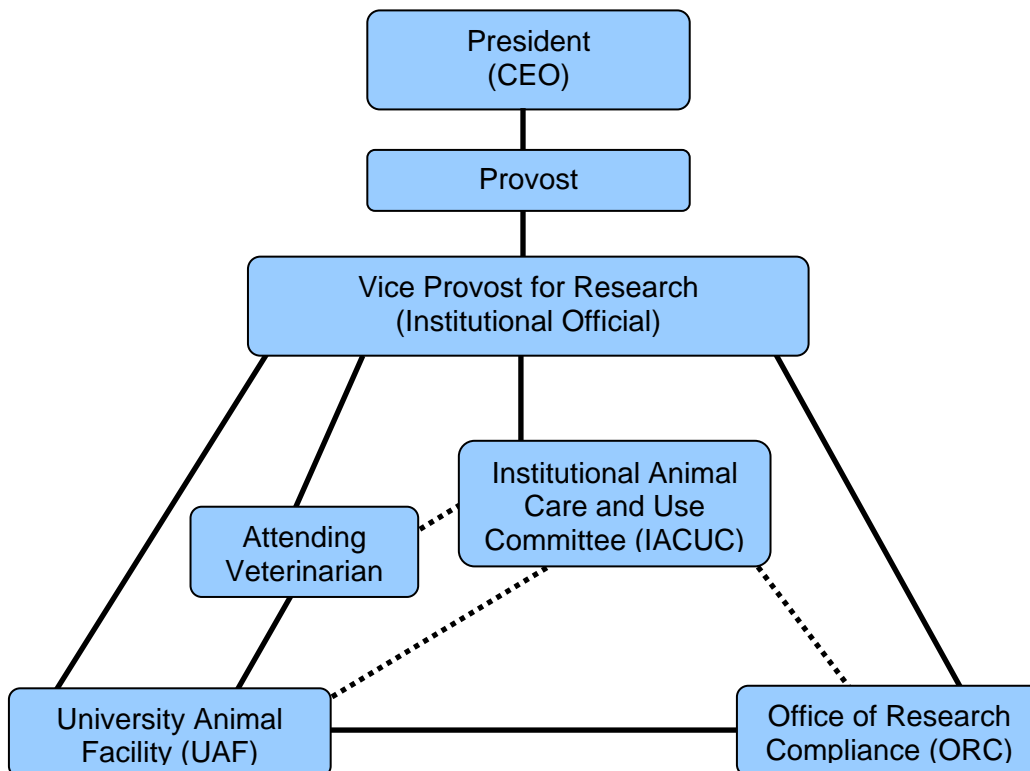 President
(CEO)
Provost
Vice Provost for Research
(Institutional Official)
Institutional Animal
Care and Use
Committee (IACUC)
Attending
Veterinarian
University Animal
Facility (UAF)
Office of Research
Compliance (ORC)